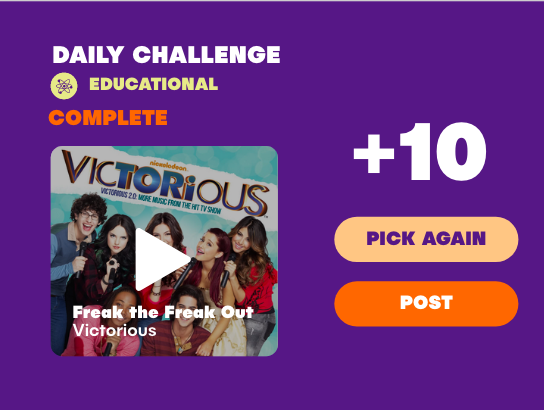 DAILY CHALLENGE
EDUCATIONAL
COMPLETE
nickelodeon
VICTORiOUS
VICTORIOUS 2.0: MORE MUSIC FROM THE HIT TV SHOW
Freak the Freak Out
Victorious
+10
PICK AGAIN
POST